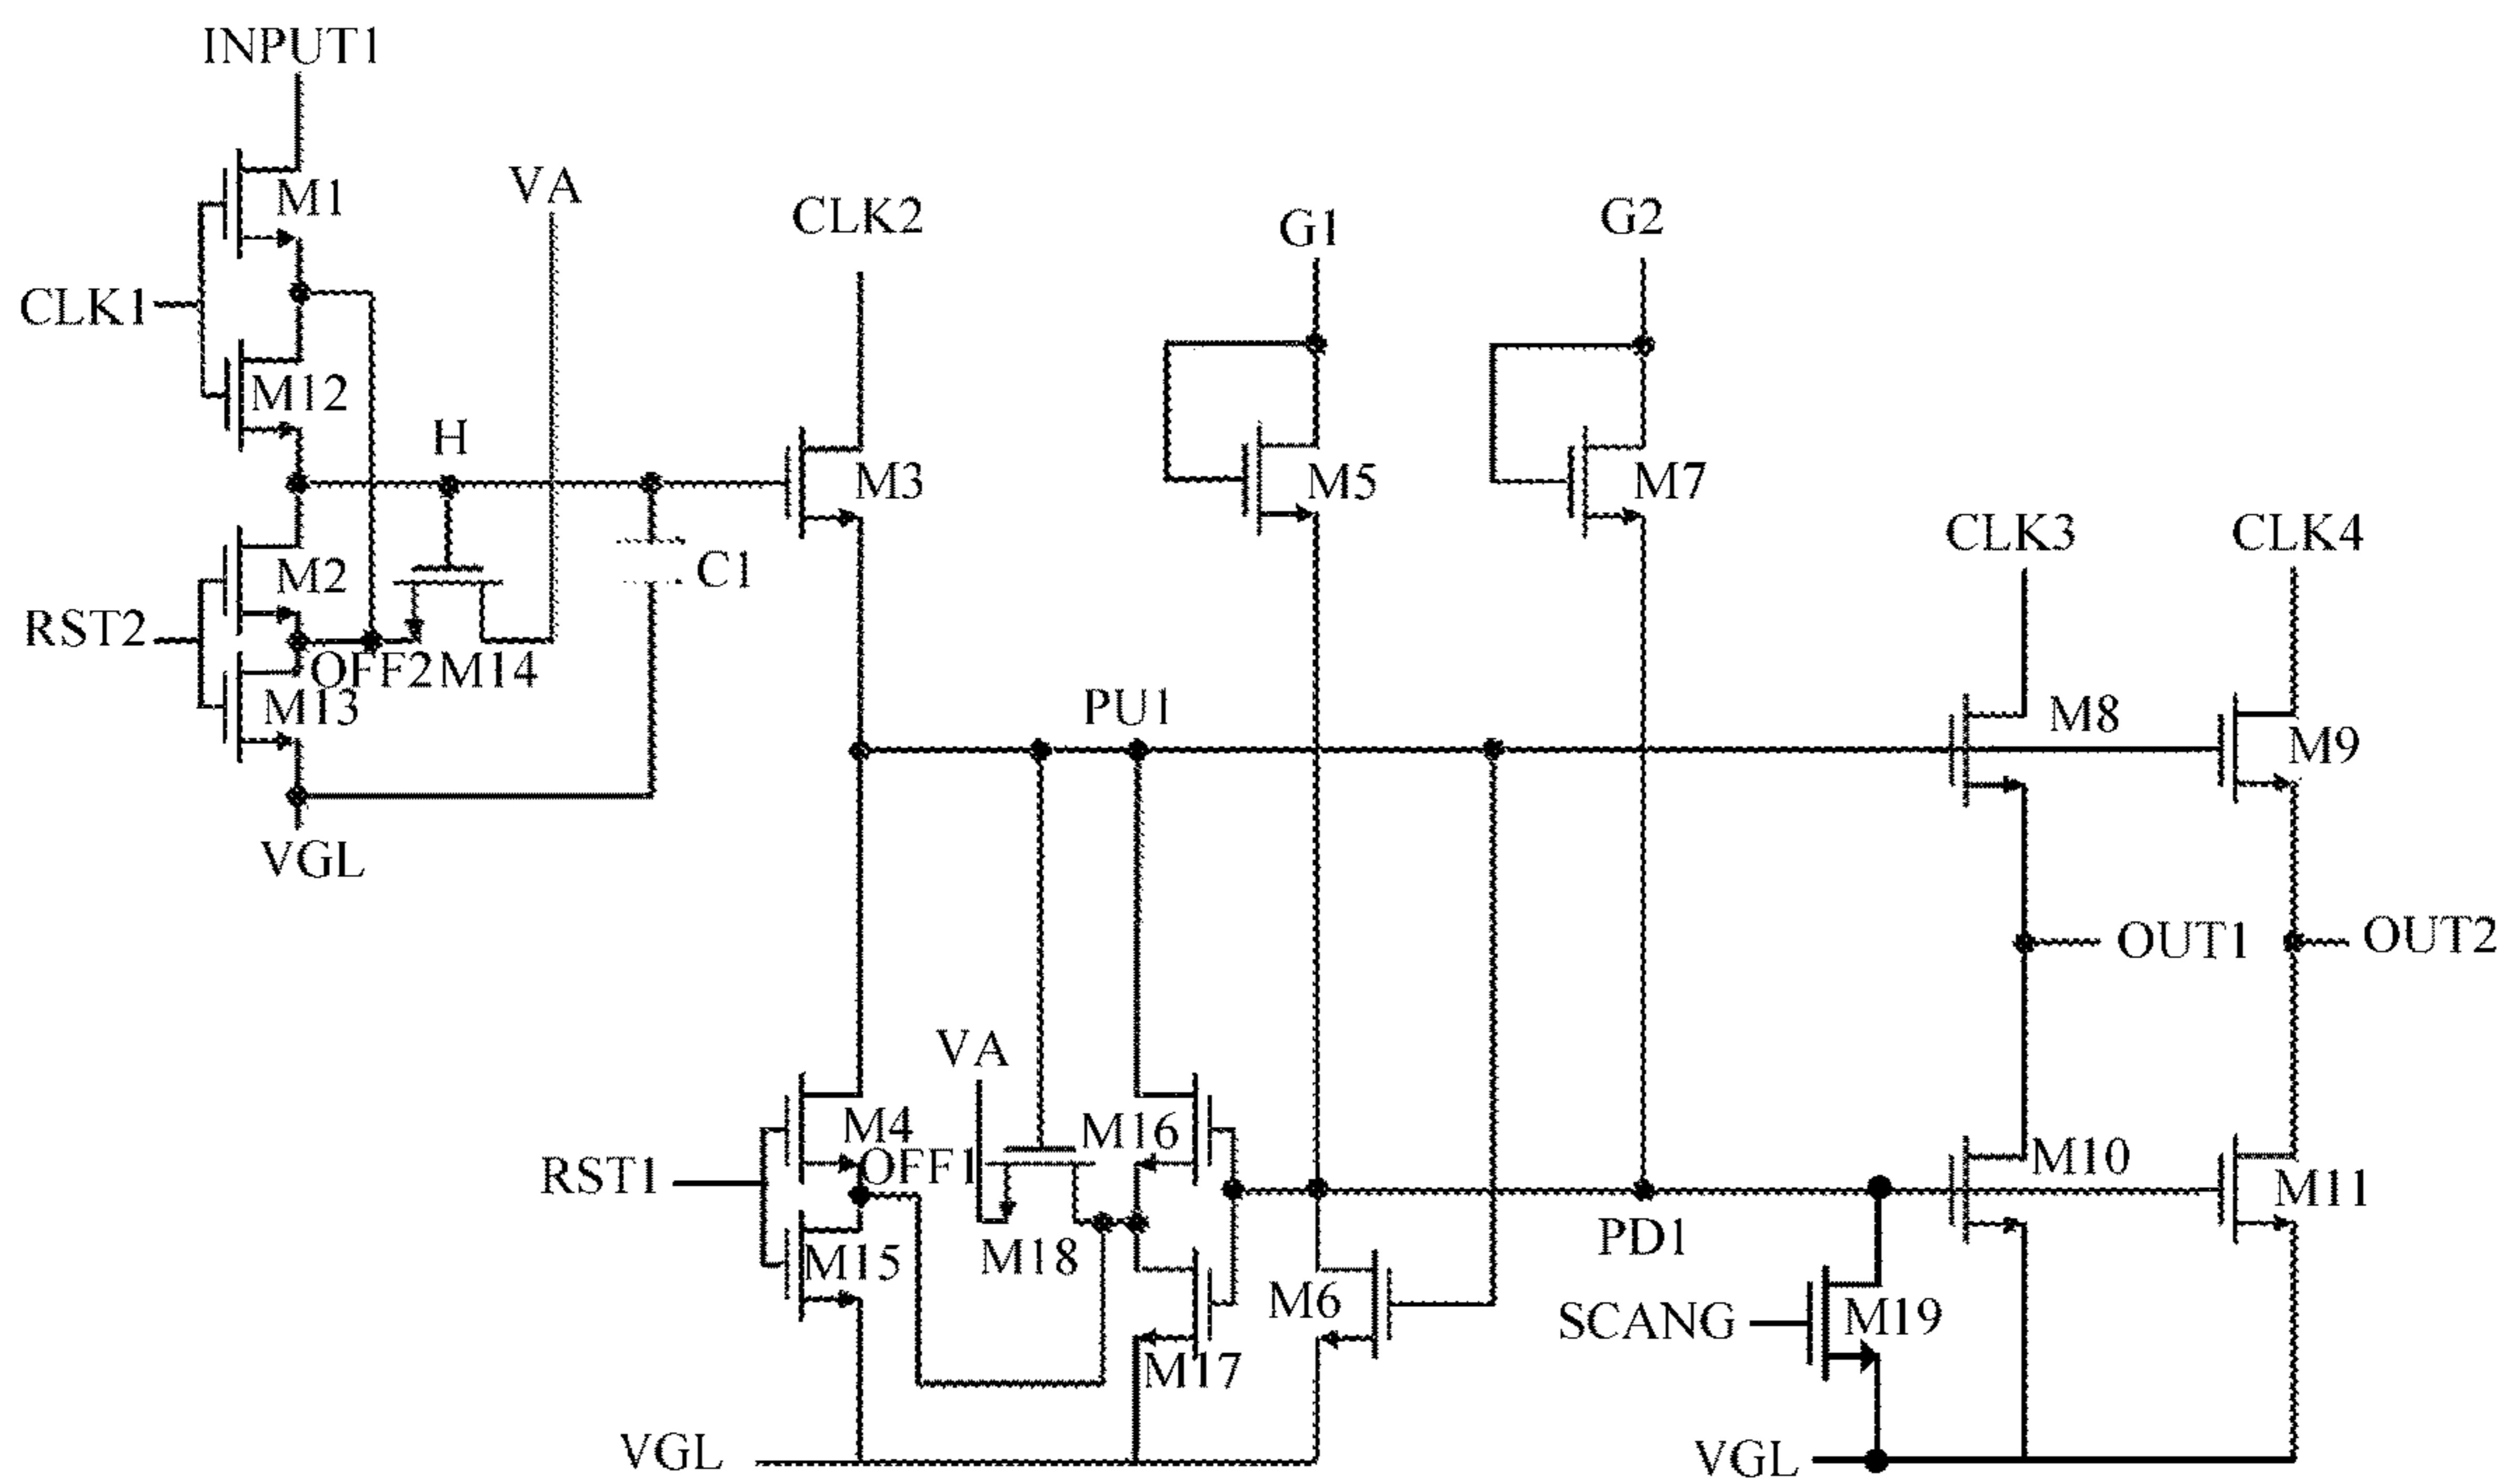 INPUT1
M1
VA
CLK2
G1
G2
CLK1
M12
H
M3
M5
M7
CLK3
CLK4
M2
C1
RST2
OFF2
M14
M13
PU1
M8
M9
VGL
OUT1
OUT2
VA
M4
M16
OFF1
RST1
M10
M11
M15
M18
PD1
M6
SCANG
M19
M17
VGL
VGL